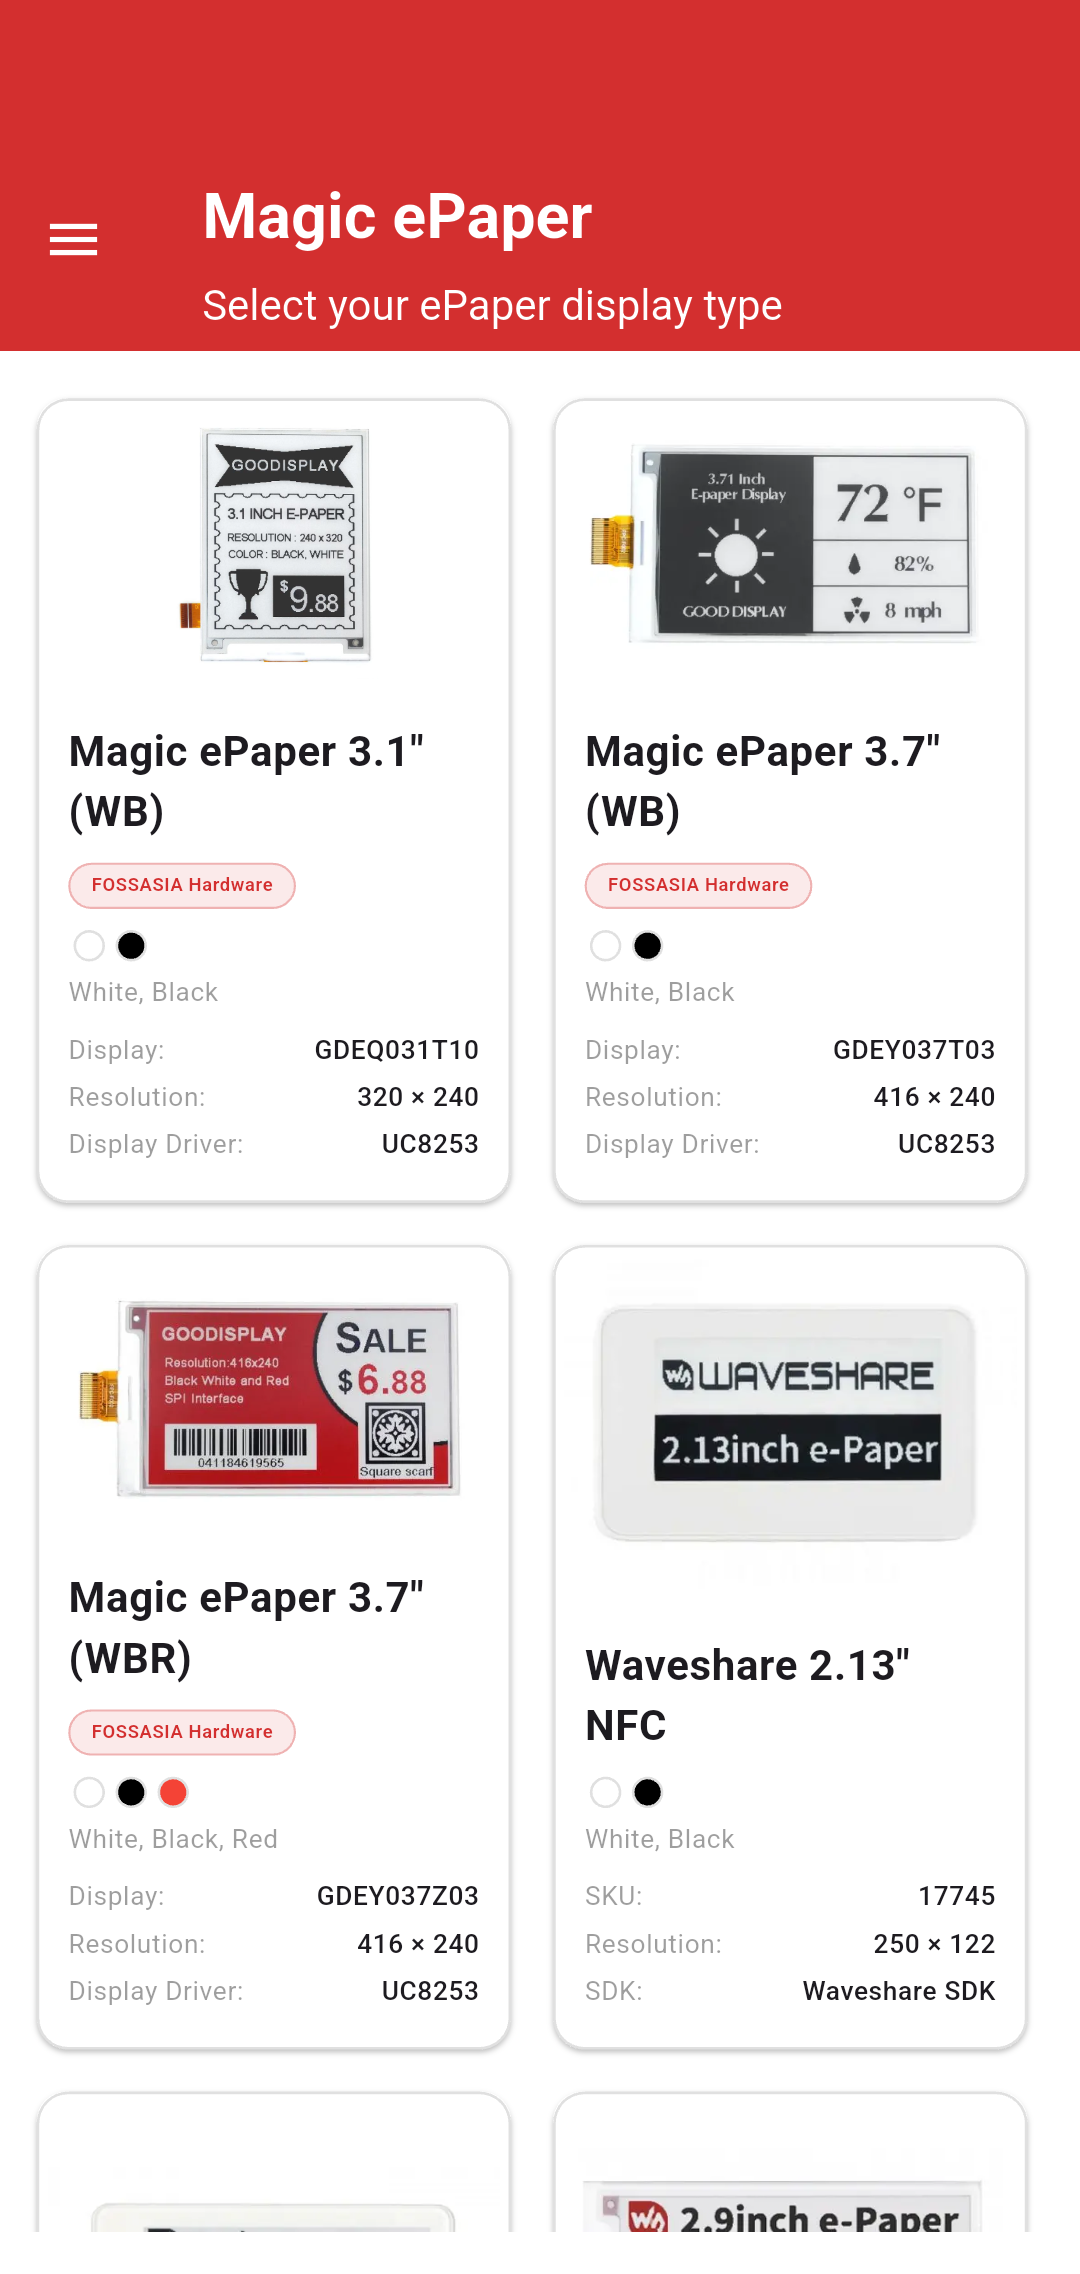 Magic ePaper
Select your ePaper display type
GOODISPLAY
3.1 INCH E-PAPER
RESOLUTION : 240 x 320
COLOR : BLACK, WHITE
$9.88
Magic ePaper 3.1"
(WB)
FOSSASIA Hardware
White, Black
Display: GDEQ031T10
Resolution: 320 × 240
Display Driver: UC8253
3.71 Inch
E-paper Display
GOOD DISPLAY
72 °F
82%
8 mph
Magic ePaper 3.7"
(WB)
FOSSASIA Hardware
White, Black
Display: GDEY037T03
Resolution: 416 × 240
Display Driver: UC8253
GOODISPLAY
Resolution:416x240
Black White and Red
SPI Interface
041184619565
SALE
$6.88
Square scarf
Magic ePaper 3.7"
(WBR)
FOSSASIA Hardware
White, Black, Red
Display: GDEY037Z03
Resolution: 416 × 240
Display Driver: UC8253
WAVESHARE
2.13inch e-Paper
Waveshare 2.13"
NFC
White, Black
SKU: 17745
Resolution: 250 × 122
SDK: Waveshare SDK
2.9inch e-Paper